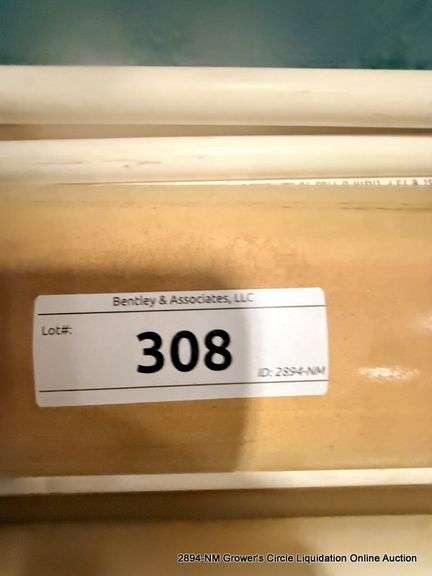 Bentley & Associates, LLC
Lot#:
308
ID: 2894-NM
2894-NM Grower's Circle Liquidation Online Auction